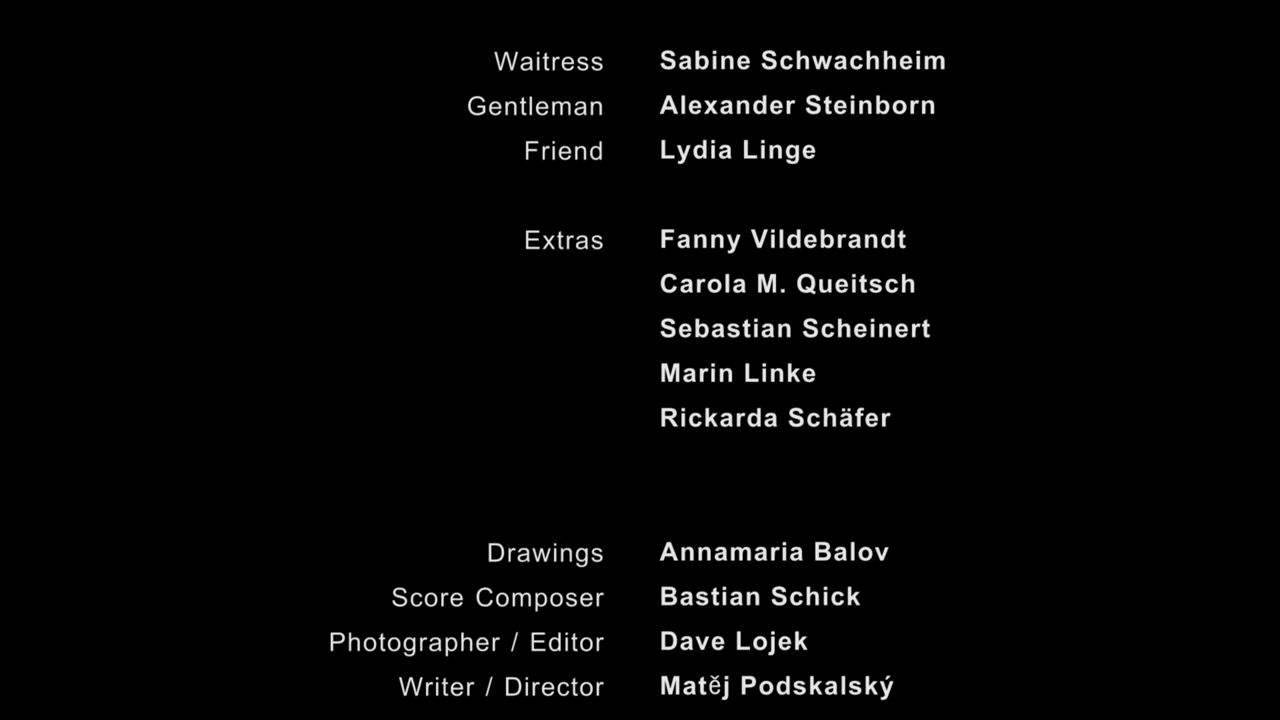 Waitress Sabine Schwachheim
Gentleman Alexander Steinborn
Friend Lydia Linge
Extras Fanny Vildebrandt
Carola M. Queitsch
Sebastian Scheinert
Marin Linke
Rickarda Schäfer
Drawings Annamaria Balov
Score Composer Bastian Schick
Photographer / Editor Dave Lojek
Writer / Director Matěj Podskalský